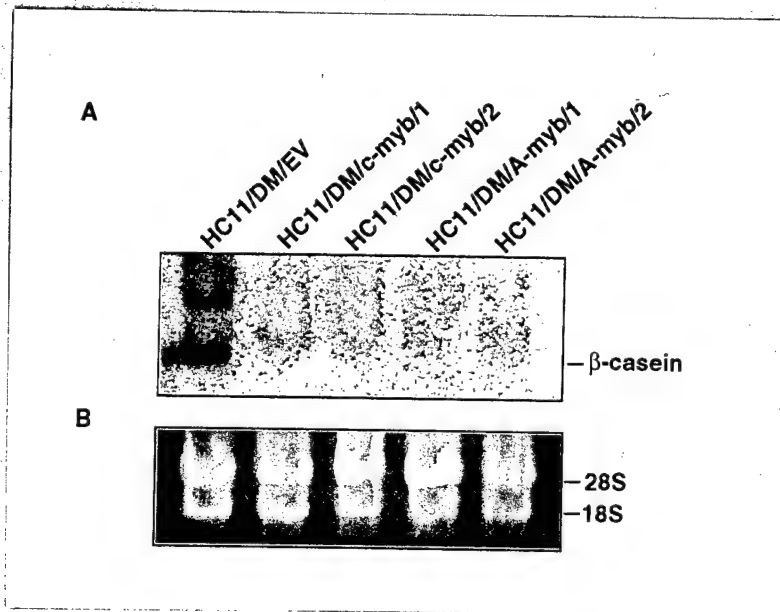 A
HC11/DM/EV
HC11/DM/c-myb/1
HC11/DM/c-myb/2
HC11/DM/A-myb/1
HC11/DM/A-myb/2
–β-casein
B
–28S
–18S